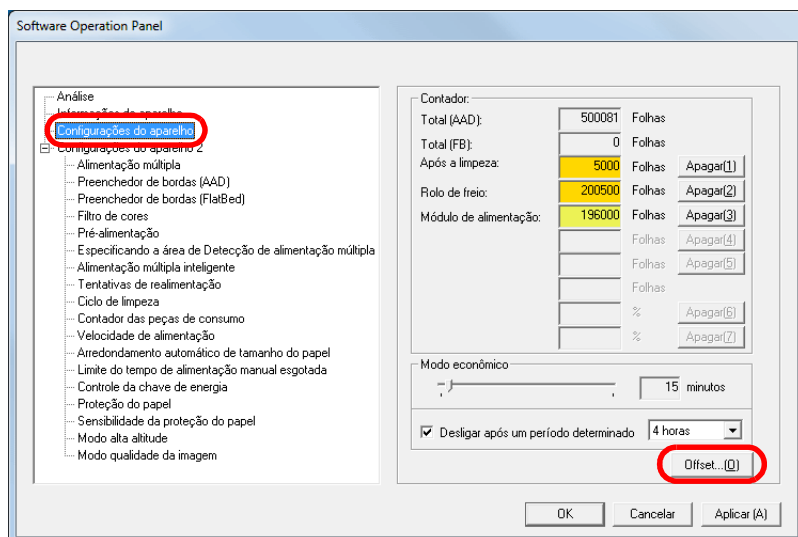 Software Operation Panel
Análise
Informações do aparelho
Configurações do aparelho
Configurações do aparelho 2
Alimentação múltipla
Preenchedor de bordas (AAD)
Preenchedor de bordas (FlatBed)
Filtro de cores
Pré-alimentação
Especificando a área de Detecção de alimentação múltipla
Alimentação múltipla inteligente
Tentativas de realimentação
Ciclo de limpeza
Contador das peças de consumo
Velocidade de alimentação
Arredondamento automático de tamanho do papel
Limite do tempo de alimentação manual esgotada
Controle da chave de energia
Proteção do papel
Sensibilidade da proteção do papel
Modo alta altitude
Modo qualidade da imagem
Contador:
Total (AAD): 500081 Folhas
Total (FB): 0 Folhas
Após a limpeza: 5000 Folhas Apagar(1)
Rolo de freio: 200500 Folhas Apagar(2)
Módulo de alimentação: 196000 Folhas Apagar(3)
Folhas Apagar(4)
Folhas Apagar(5)
Folhas
% Apagar(6)
% Apagar(7)
Modo econômico
15 minutos
Desligar após um período determinado 4 horas
Offset...(O)
OK Cancelar Aplicar (A)